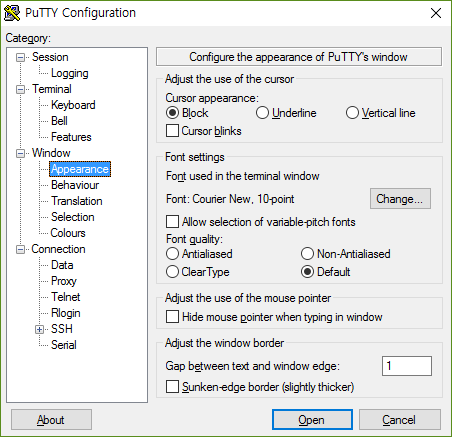 PuTTY Configuration
Category:
Session
Logging
Terminal
Keyboard
Bell
Features
Window
Appearance
Behaviour
Translation
Selection
Colours
Connection
Data
Proxy
Telnet
Rlogin
SSH
Serial
Configure the appearance of PuTTY's window
Adjust the use of the cursor
Cursor appearance:
Block Underline Vertical line
Cursor blinks
Font settings
Font used in the terminal window
Font: Courier New, 10-point Change...
Allow selection of variable-pitch fonts
Font quality:
Antialiased Non-Antialiased
ClearType Default
Adjust the use of the mouse pointer
Hide mouse pointer when typing in window
Adjust the window border
Gap between text and window edge: 1
Sunken-edge border (slightly thicker)
About Open Cancel